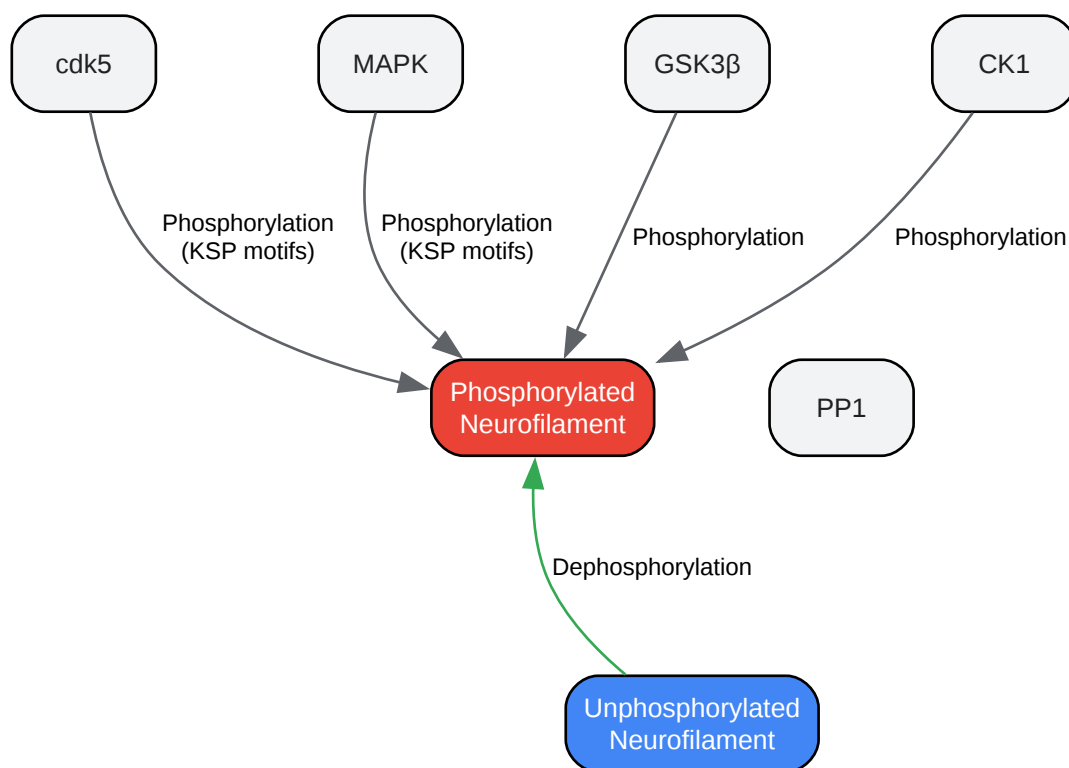 cdk5
MAPK
GSK3β
CK1
Phosphorylation
(KSP motifs)
Phosphorylation
(KSP motifs)
Phosphorylation
Phosphorylation
Phosphorylated
Neurofilament
PP1
Dephosphorylation
Unphosphorylated
Neurofilament